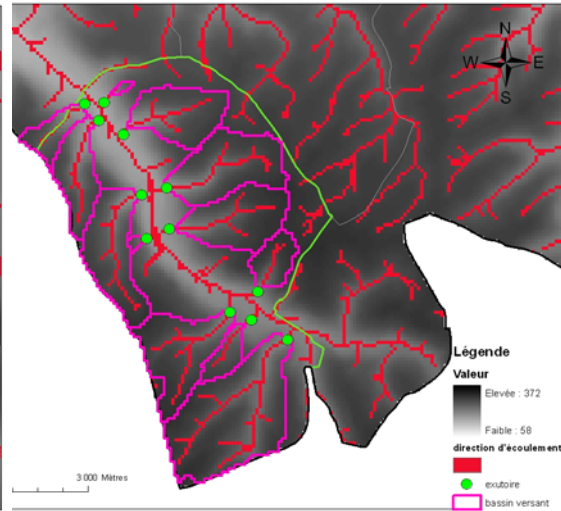 N
W E
S
Légende
Valeur
Elevée : 372
Faible : 58
direction d'écoulement
exutoire
bassin versant
3 000 Mètres